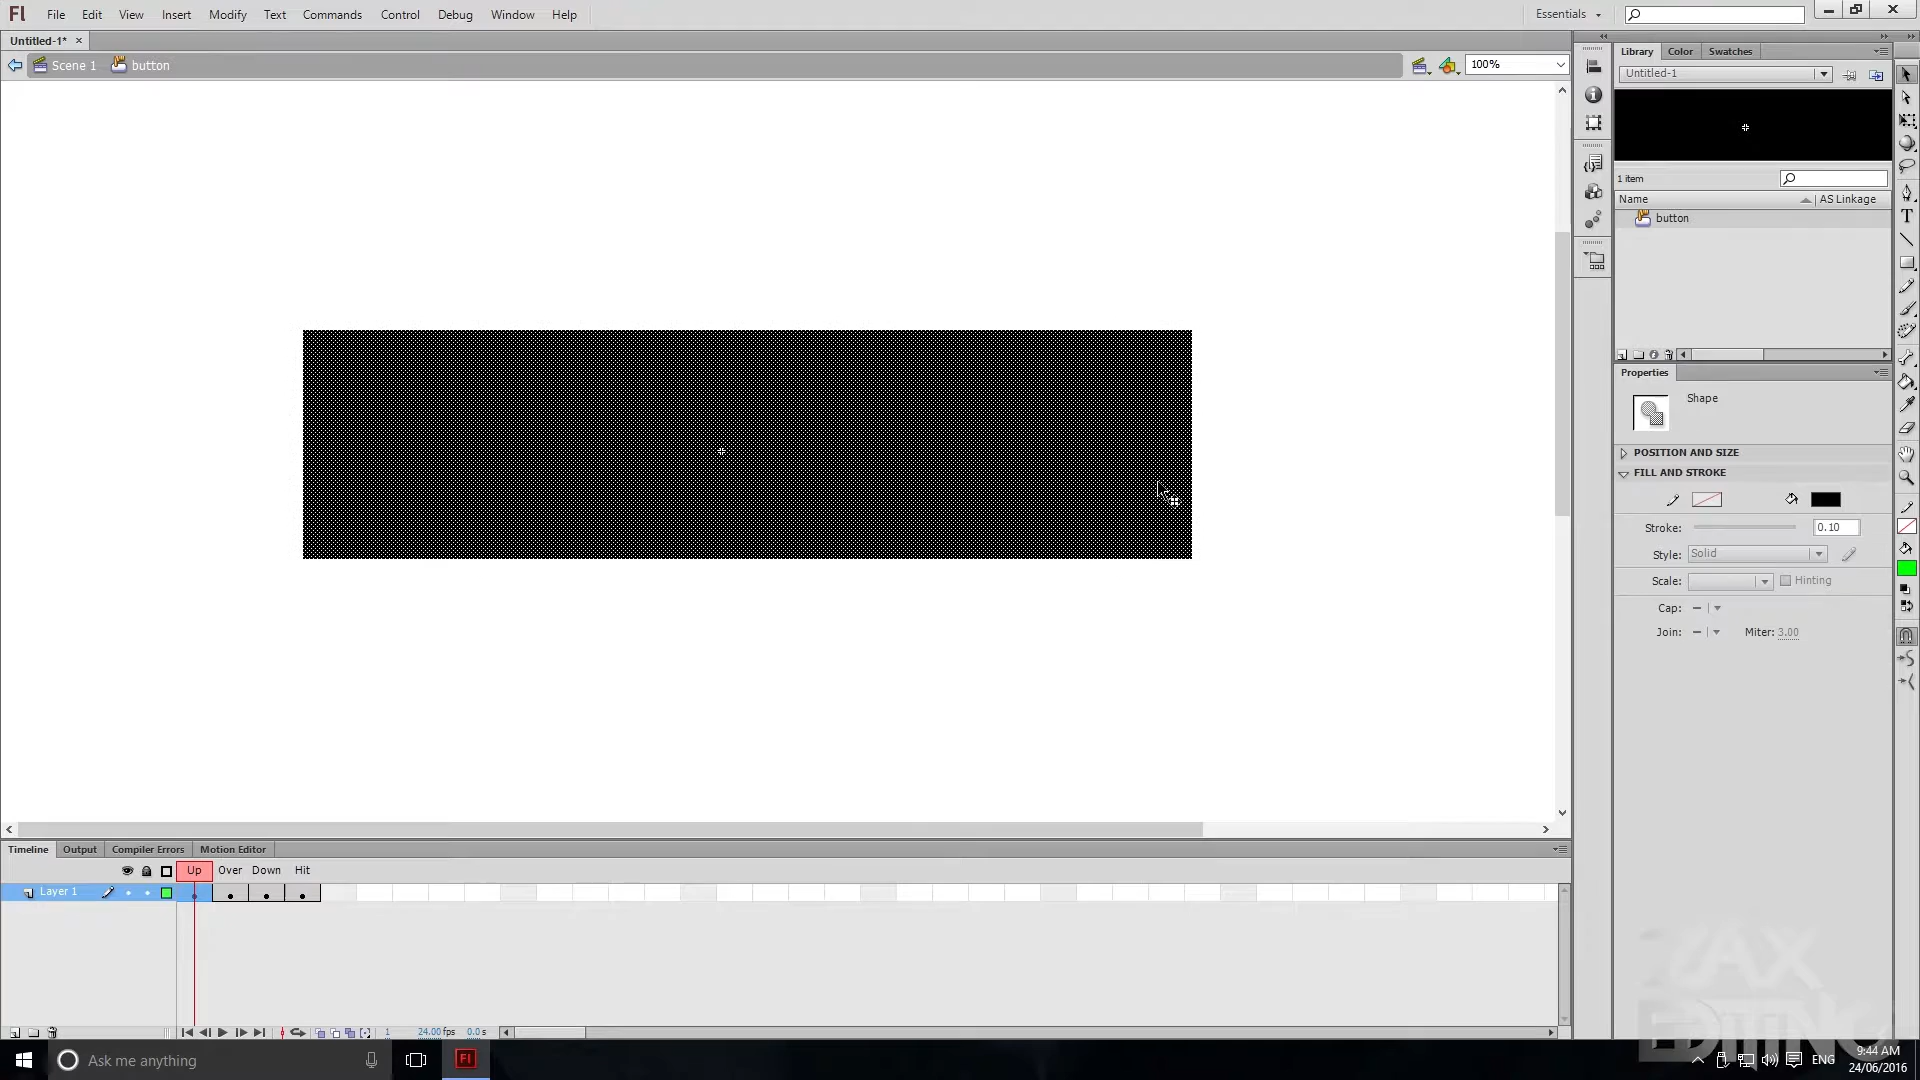 Fl File Edit View Insert Modify Text Commands Control Debug Window Help Essentials
Untitled-1* ×
Scene 1 button 100%
Library Color Swatches
Untitled-1
1 item
Name AS Linkage
button
Properties
Shape
POSITION AND SIZE
FILL AND STROKE
Stroke: 0.10
Style: Solid
Scale: Hinting
Cap:
Join: Miter: 3.00
Timeline Output Compiler Errors Motion Editor
Up Over Down Hit
Layer 1
1 24.00 fps 0.0 s
AX
EDITING
Ask me anything Fl ENG
9:44 AM
24/06/2016